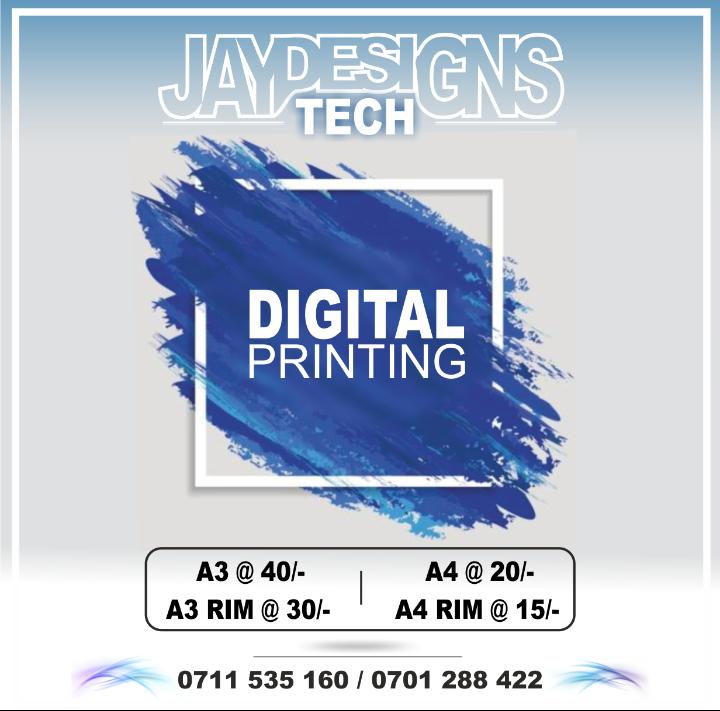 JAYDESIGNS
TECH
DIGITAL
PRINTING
A3 @ 40/- | A4 @ 20/-
A3 RIM @ 30/- | A4 RIM @ 15/-
0711 535 160 / 0701 288 422